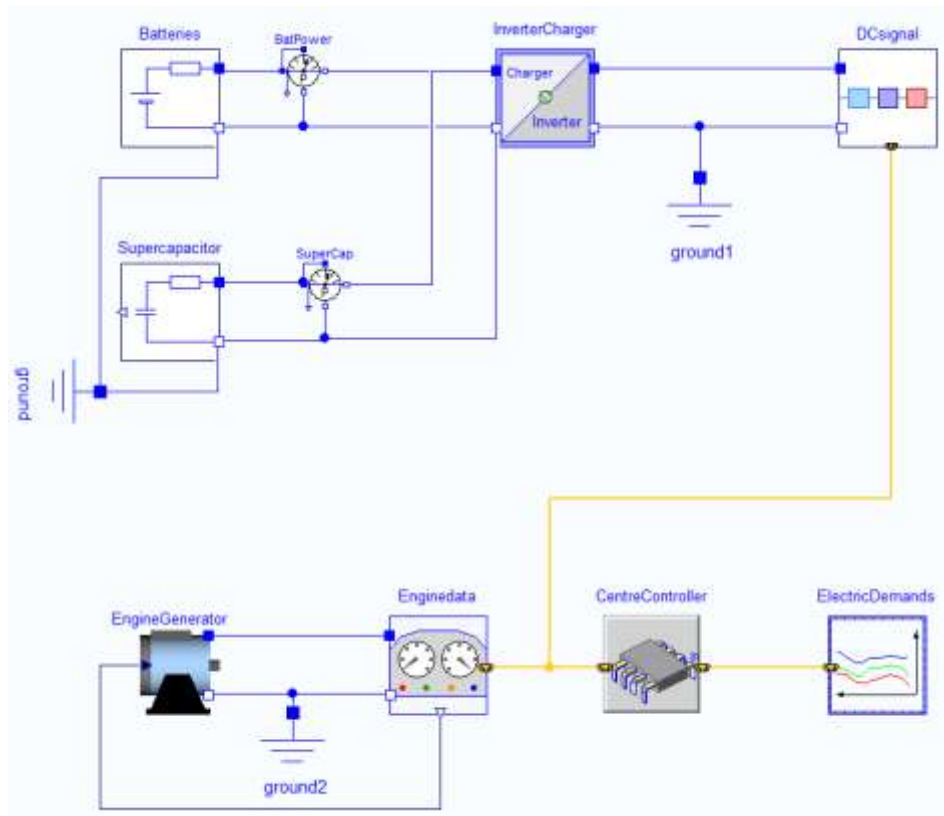 Batteries
BatPower
InverterCharger
DCsignal
Charger
Inverter
ground1
Supercapacitor
SuperCap
ground
Enginedata
CentreController
ElectricDemands
EngineGenerator
ground2